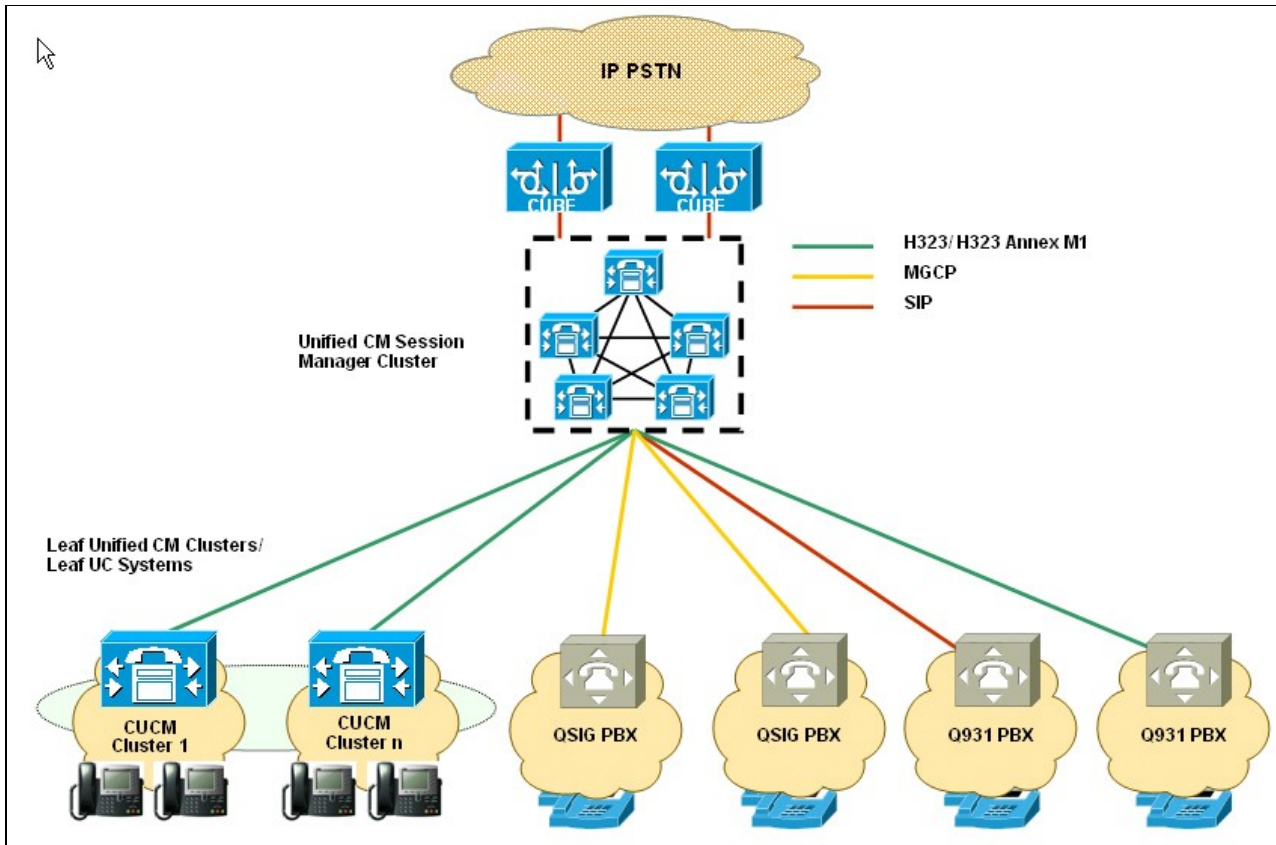 IP PSTN
CUBE
CUBE
H323/ H323 Annex M1
MGCP
SIP
Unified CM Session
Manager Cluster
Leaf Unified CM Clusters/
Leaf UC Systems
CUCM
Cluster 1
CUCM
Cluster n
QSIG PBX
QSIG PBX
Q931 PBX
Q931 PBX